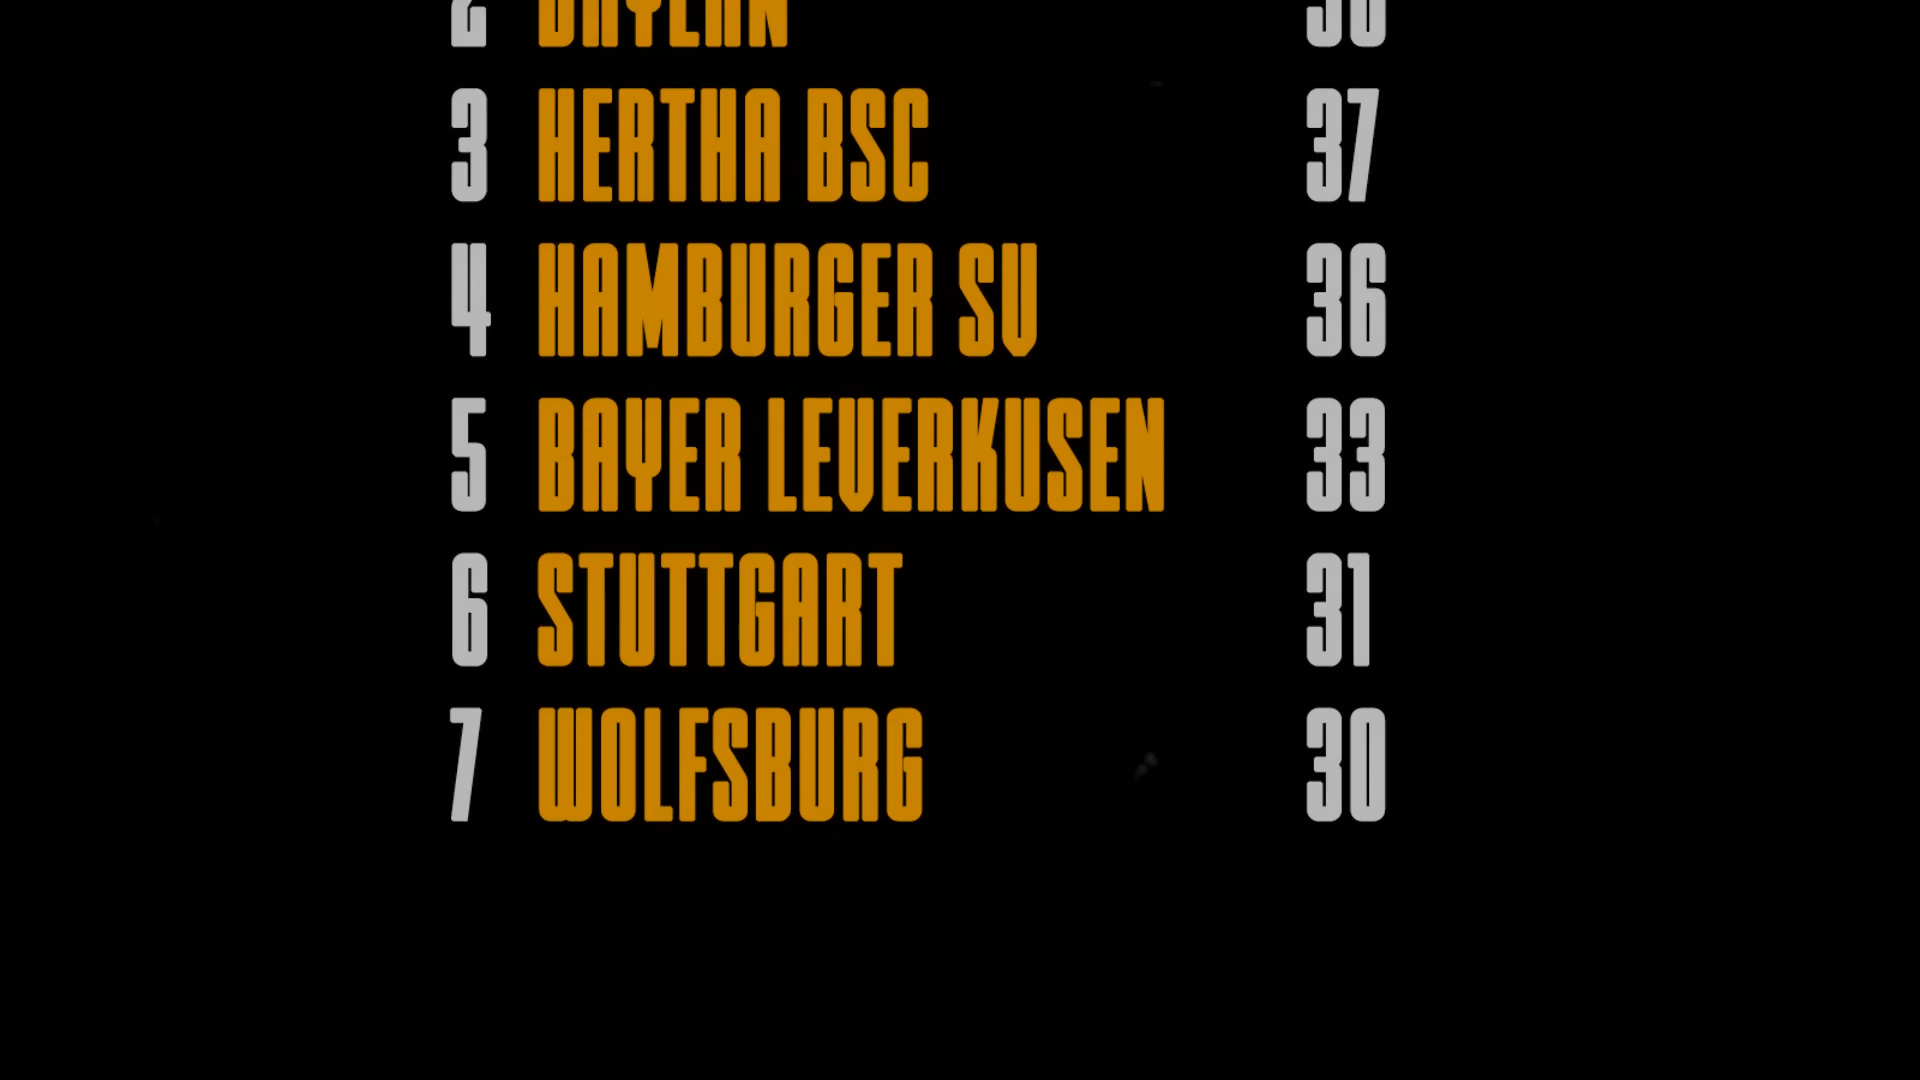 3 HERTHA BSC 37
4 HAMBURGER SV 36
5 BAYER LEVERKUSEN 33
6 STUTTGART 31
7 WOLFSBURG 30